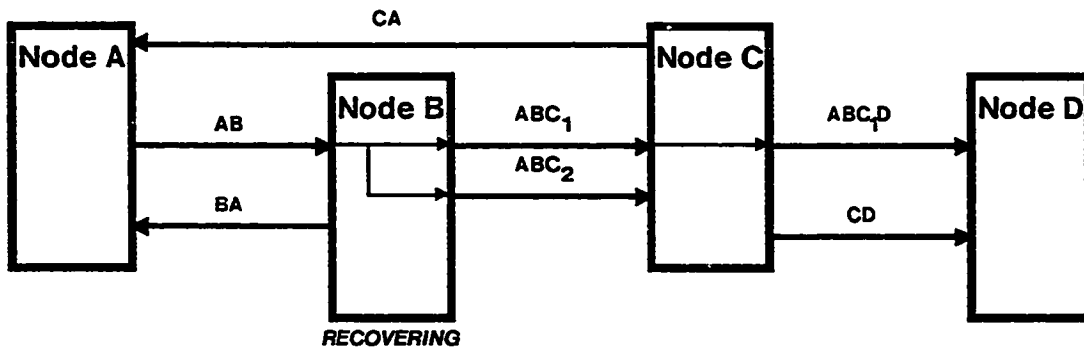 CA
Node A
Node C
Node B
Node D
AB
ABC₁
ABC₁D
ABC₂
BA
CD
RECOVERING